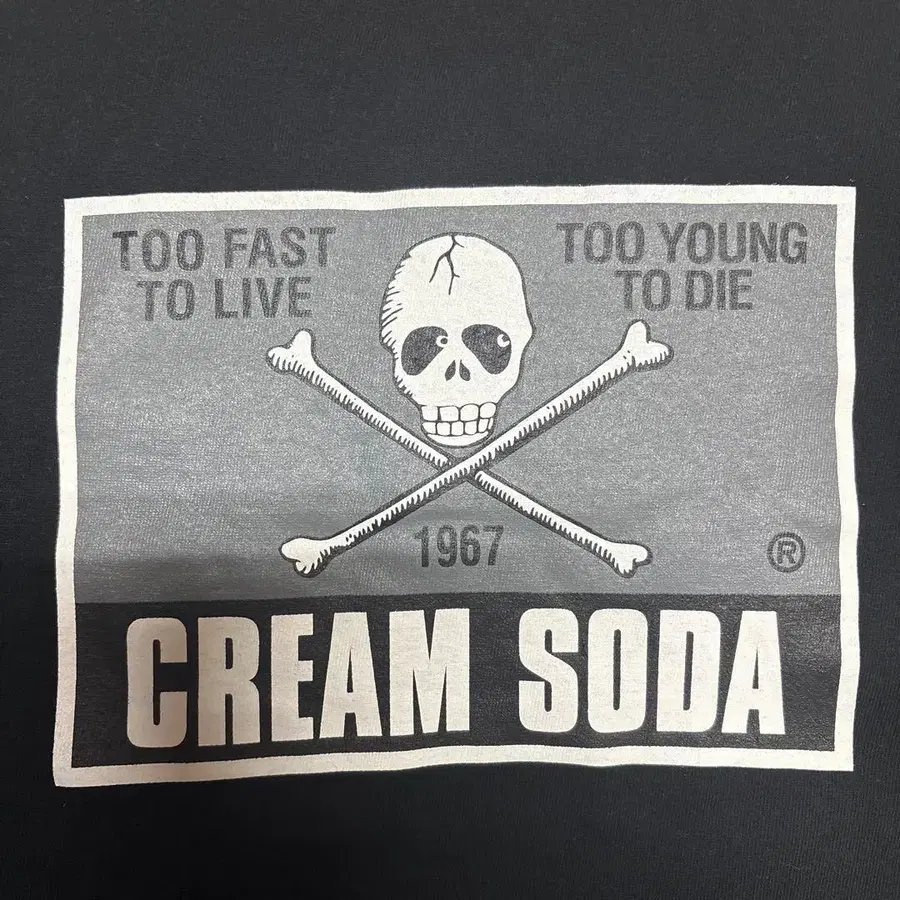 TOO FAST
TO LIVE
TOO YOUNG
TO DIE
1967
®
CREAM SODA